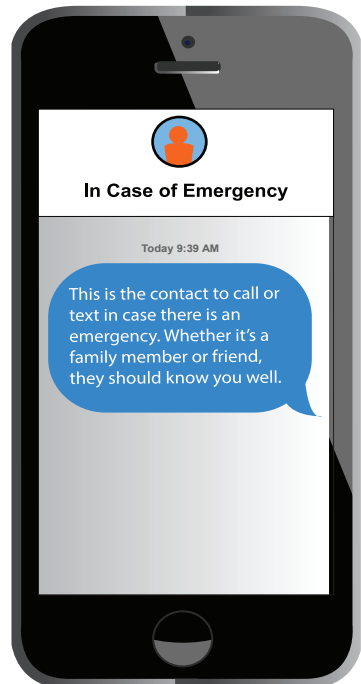 In Case of Emergency
Today 9:39 AM
This is the contact to call or
text in case there is an
emergency. Whether it’s a
family member or friend,
they should know you well.